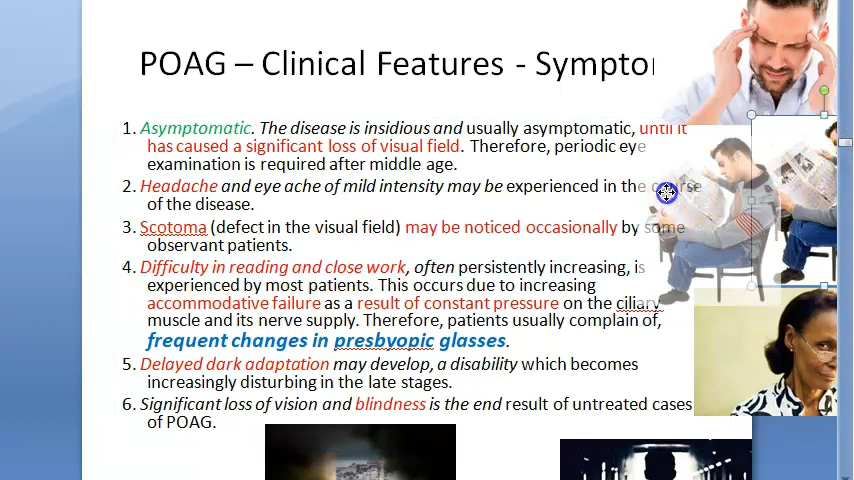 POAG – Clinical Features - Sympto
1. Asymptomatic. The disease is insidious and usually asymptomatic, until it
has caused a significant loss of visual field. Therefore, periodic eye
examination is required after middle age.
2. Headache and eye ache of mild intensity may be experienced in the course
of the disease.
3. Scotoma (defect in the visual field) may be noticed occasionally by some
observant patients.
4. Difficulty in reading and close work, often persistently increasing, is
experienced by most patients. This occurs due to increasing
accommodative failure as a result of constant pressure on the ciliary
muscle and its nerve supply. Therefore, patients usually complain of,
frequent changes in presbyopic glasses.
5. Delayed dark adaptation may develop, a disability which becomes
increasingly disturbing in the late stages.
6. Significant loss of vision and blindness is the end result of untreated cases
of POAG.